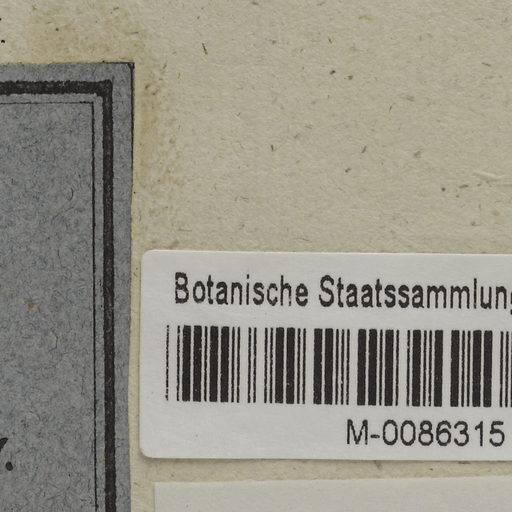 Botanische Staatssammlung
M-0086315